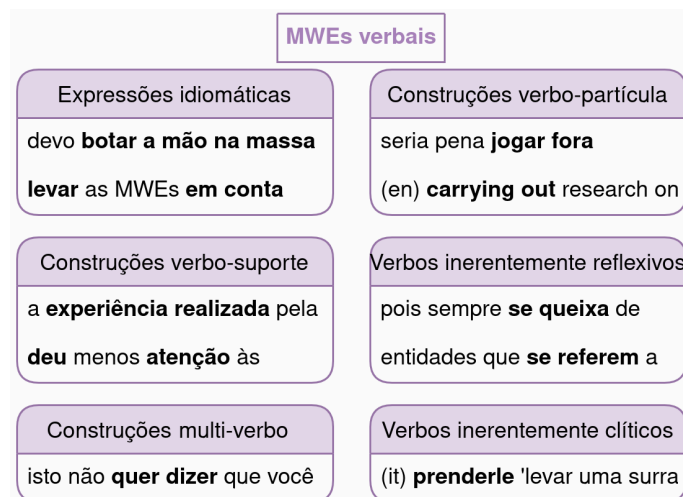 MWEs verbais
Expressões idiomáticas
devo botar a mão na massa
levar as MWEs em conta
Construções verbo-partícula
seria pena jogar fora
(en) carrying out research on
Construções verbo-suporte
a experiência realizada pela
deu menos atenção às
Verbos inerentemente reflexivos
pois sempre se queixa de
entidades que se referem a
Construções multi-verbo
isto não quer dizer que você
Verbos inerentemente clíticos
(it) prenderle 'levar uma surra